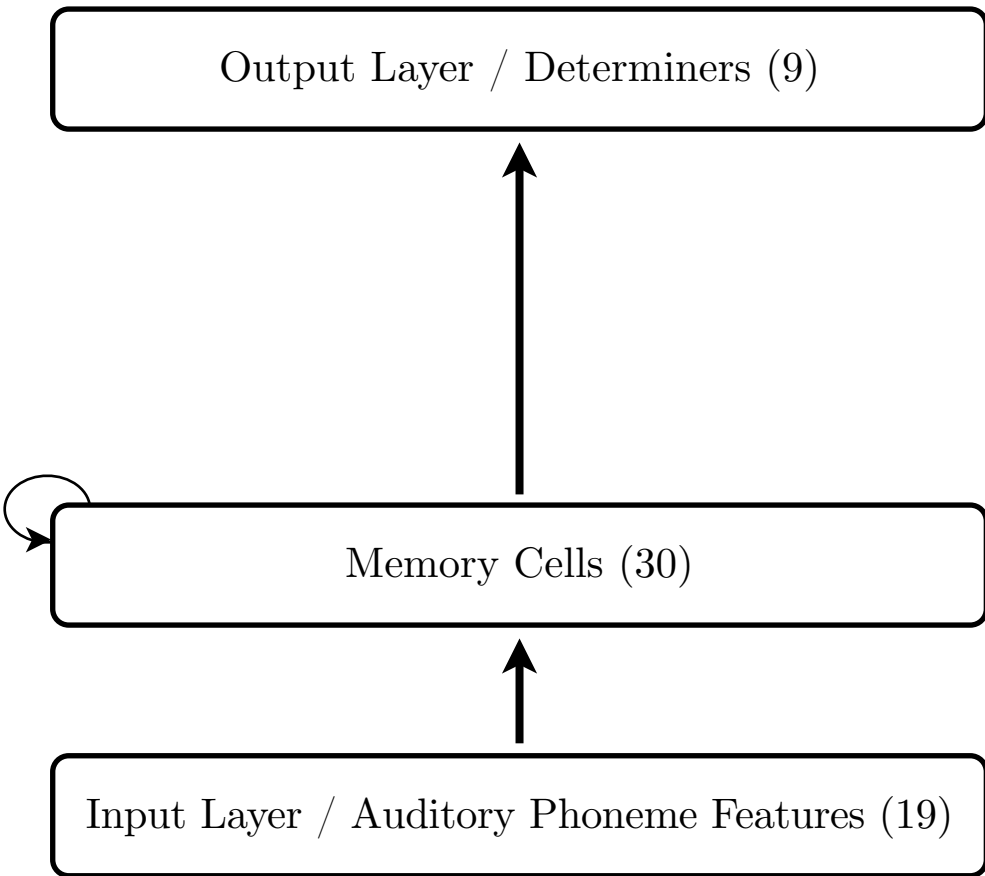 Output Layer / Determiners (9)
Memory Cells (30)
Input Layer / Auditory Phoneme Features (19)